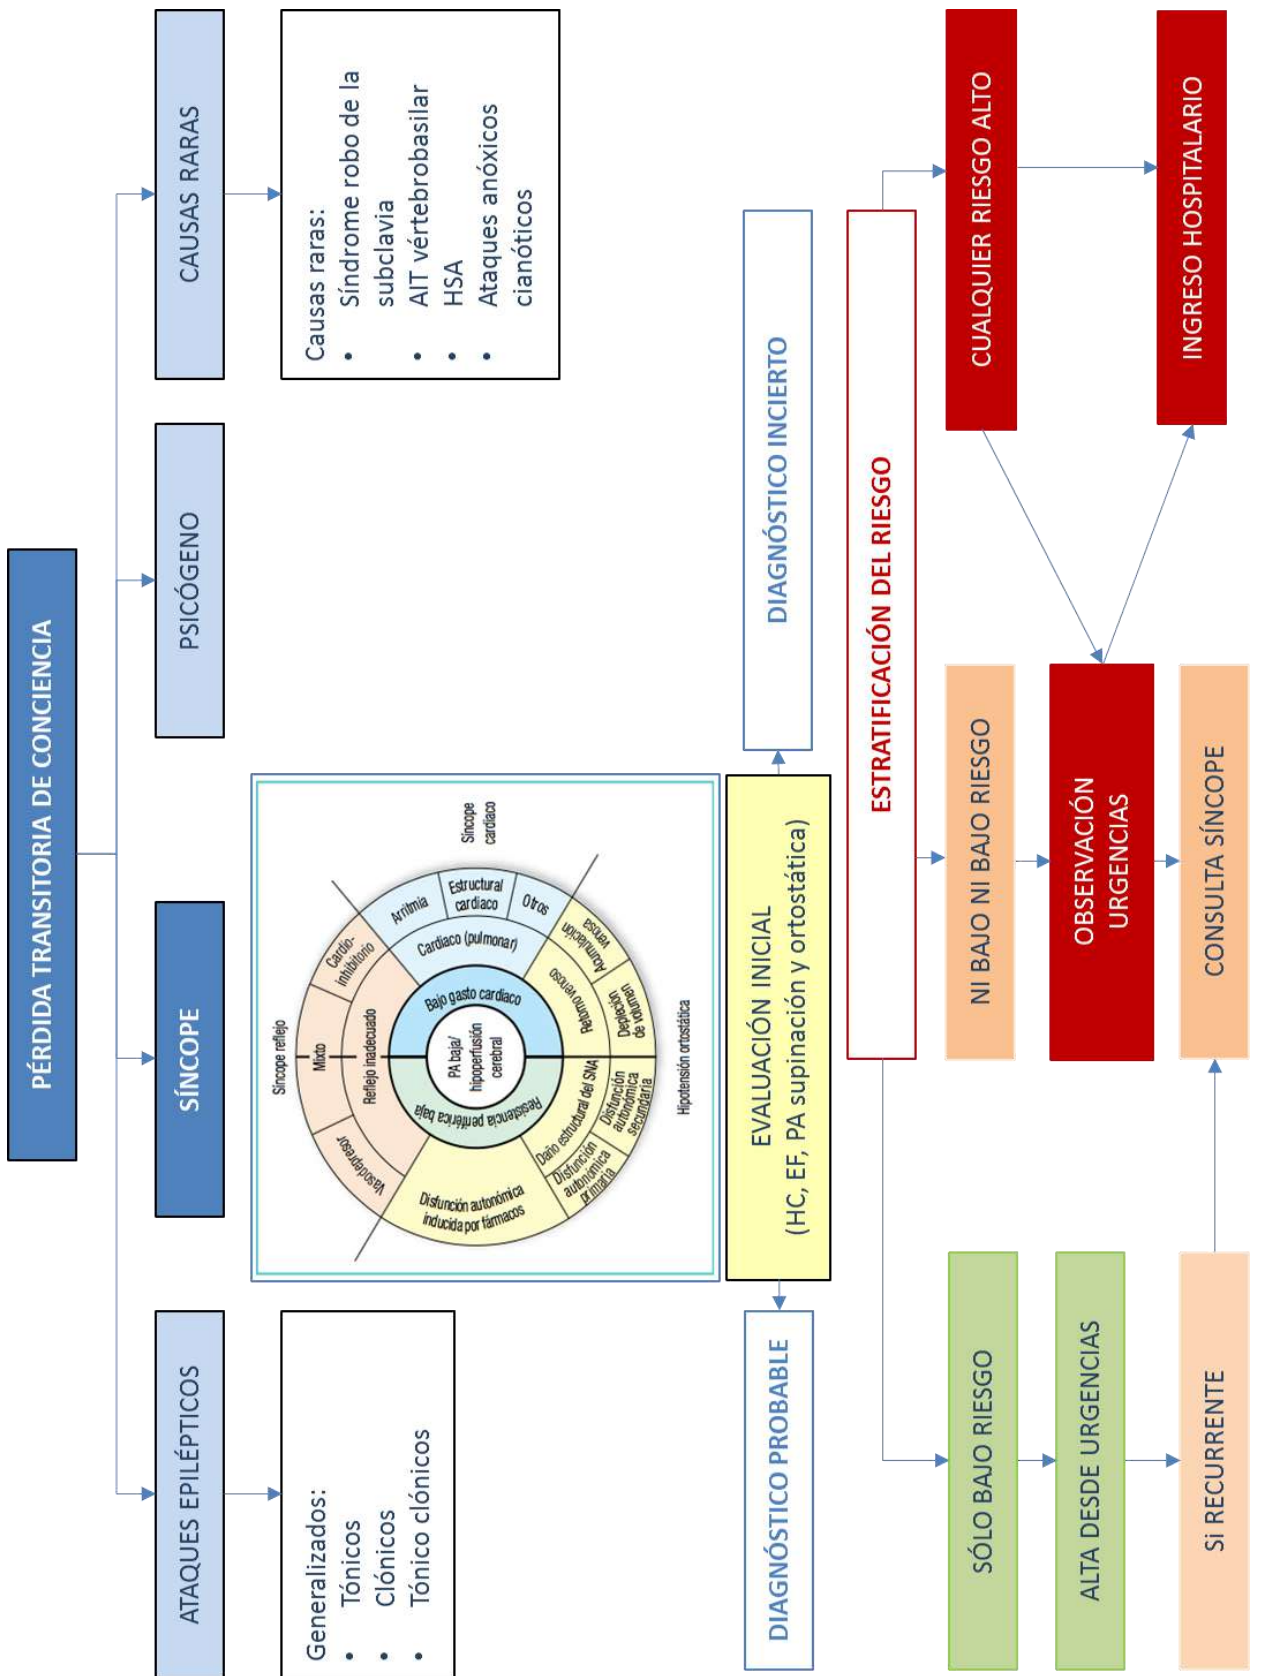 PÉRDIDA TRANSITORIA DE CONCIENCIA
ATAQUES EPILÉPTICOS
SÍNCOPE
PSICÓGENO
CAUSAS RARAS
Generalizados:
• Tónicos
• Clónicos
• Tónico clónicos
Síncope reflejo
Vasodepresor
Mixto
Cardio-
inhibitorio
Reflejo inadecuado
Arritmia
Estructural
cardiaco
Otros
Síncope
cardiaco
Cardiaco (pulmonar)
Bajo gasto cardiaco
PA baja/
hipoperfusión
cerebral
Resistencia periférica baja
Disfunción autonómica
inducida por fármacos
Daño estructural del SNA
Disfunción
autonómica
primaria
Disfunción
autonómica
secundaria
Retorno venoso
Depleción
de volumen
Acumulación
venosa
Hipotensión ortostática
Causas raras:
• Síndrome robo de la
subclavia
• AIT vértebrobasilar
• HSA
• Ataques anóxicos
cianóticos
DIAGNÓSTICO PROBABLE
EVALUACIÓN INICIAL
(HC, EF, PA supinación y ortostática)
DIAGNÓSTICO INCIERTO
ESTRATIFICACIÓN DEL RIESGO
SÓLO BAJO RIESGO
NI BAJO NI BAJO RIESGO
CUALQUIER RIESGO ALTO
ALTA DESDE URGENCIAS
OBSERVACIÓN
URGENCIAS
Si RECURRENTE
CONSULTA SÍNCOPE
INGRESO HOSPITALARIO